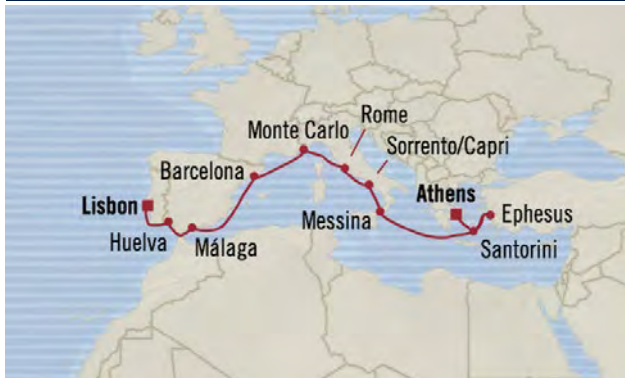 Rome
Monte Carlo
Sorrento/Capri
Barcelona
Athens
Lisbon
Ephesus
Messina
Huelva
Málaga
Santorini